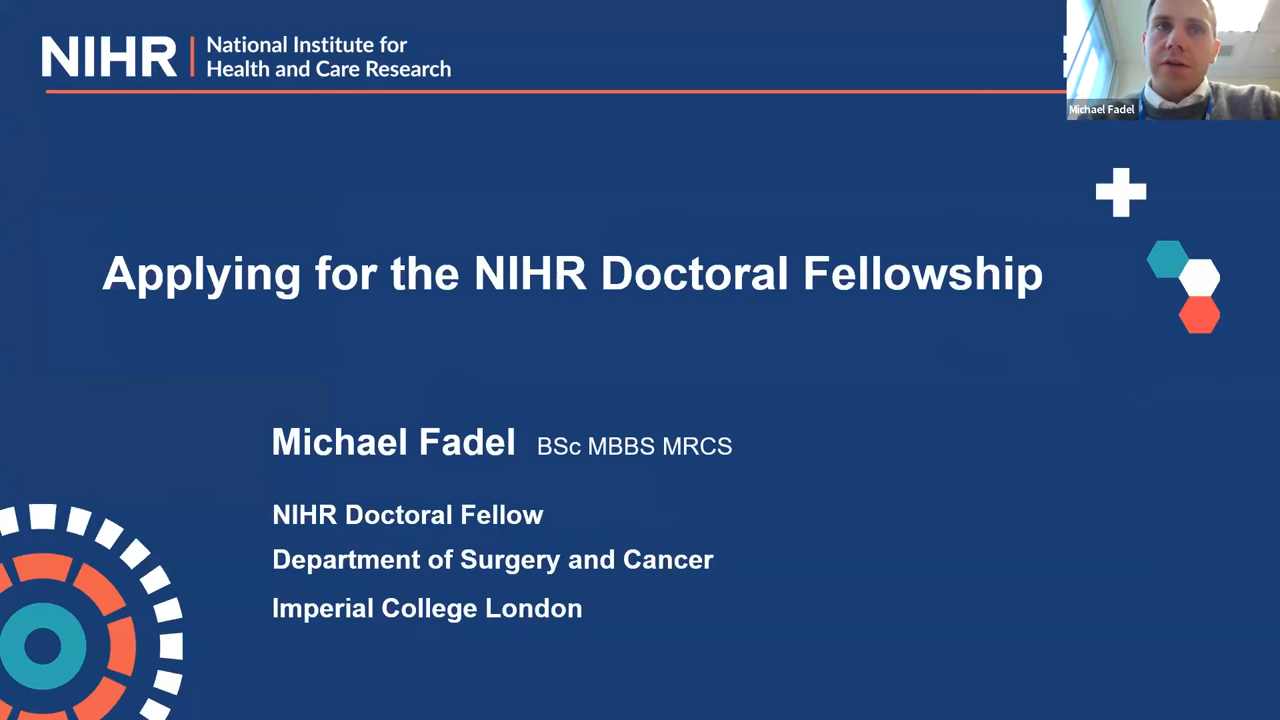 NIHR
National Institute for
Health and Care Research
Michael Fadel
Applying for the NIHR Doctoral Fellowship
Michael Fadel BSc MBBS MRCS
NIHR Doctoral Fellow
Department of Surgery and Cancer
Imperial College London